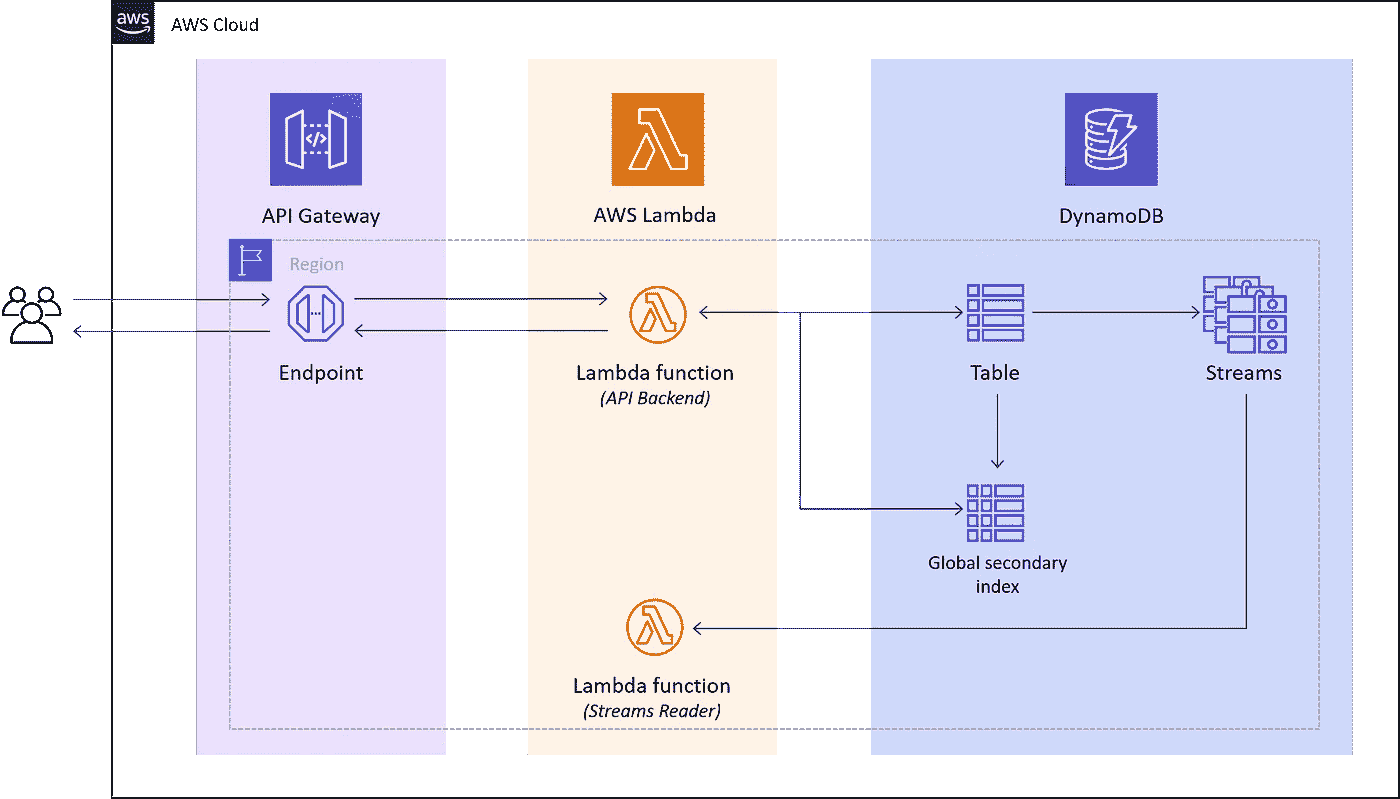 aws
AWS Cloud
API Gateway
AWS Lambda
DynamoDB
Region
Endpoint
Lambda function
(API Backend)
Table
Streams
Global secondary
index
Lambda function
(Streams Reader)